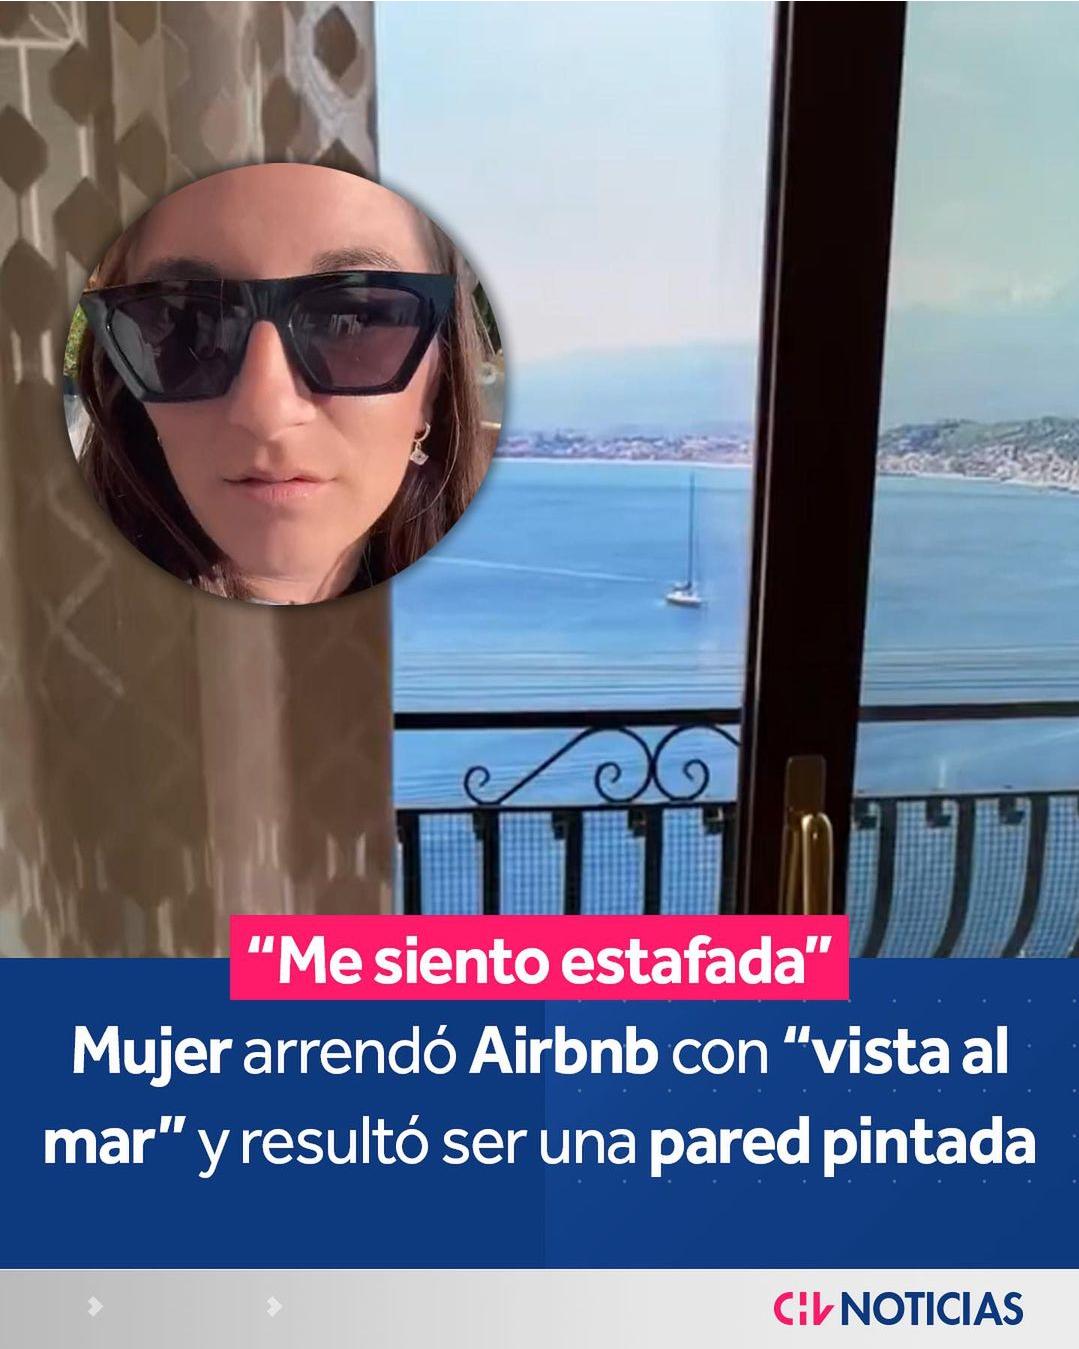 “Me siento estafada”
Mujer arrendó Airbnb con “vista al
mar” y resultó ser una pared pintada
CHV NOTICIAS